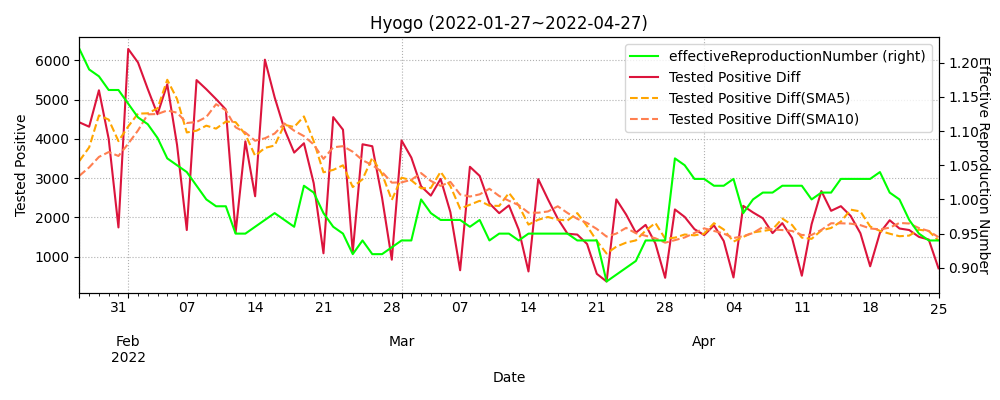 Hyogo (2022-01-27~2022-04-27)
effectiveReproductionNumber (right)
Tested Positive Diff
Tested Positive Diff(SMA5)
Tested Positive Diff(SMA10)
Tested Positive
6000
5000
4000
3000
2000
1000
Effective Reproduction Number
1.20
1.15
1.10
1.05
1.00
0.95
0.90
31 07 14 21 28 07 14 21 28 04 11 18 25
Feb Mar Apr
2022
Date